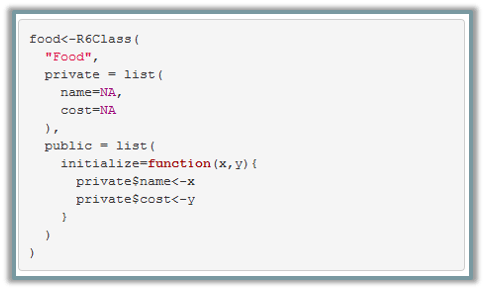 food<-R6Class(
  "Food",
  private = list(
    name=NA,
    cost=NA
  ),
  public = list(
    initialize=function(x,y){
      private$name<-x
      private$cost<-y
    }
  )
)